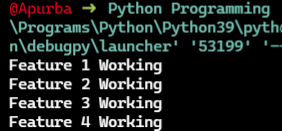 @Apurba ➜ Python Programming
\Programs\Python\Python39\pytho
n\debugpy\launcher' '53199' '--
Feature 1 Working
Feature 2 Working
Feature 3 Working
Feature 4 Working